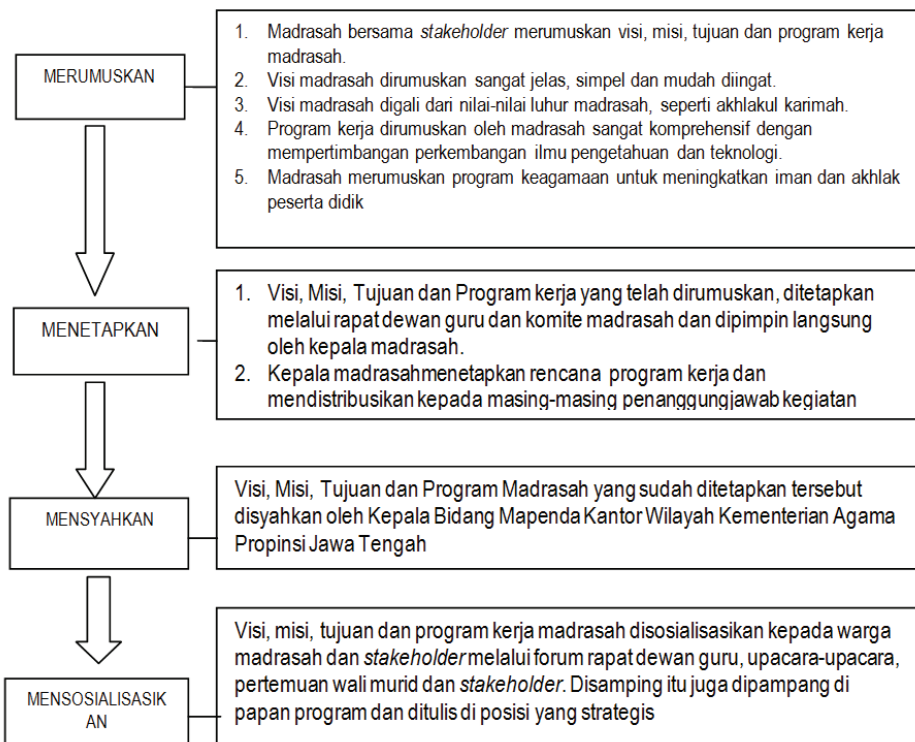 MERUMUSKAN
1. Madrasah bersama stakeholder merumuskan visi, misi, tujuan dan program kerja
madrasah.
2. Visi madrasah dirumuskan sangat jelas, simpel dan mudah diingat.
3. Visi madrasah digali dari nilai-nilai luhur madrasah, seperti akhlakul karimah.
4. Program kerja dirumuskan oleh madrasah sangat komprehensif dengan
mempertimbangan perkembangan ilmu pengetahuan dan teknologi.
5. Madrasah merumuskan program keagamaan untuk meningkatkan iman dan akhlak
peserta didik
MENETAPKAN
1. Visi, Misi, Tujuan dan Program kerja yang telah dirumuskan, ditetapkan
melalui rapat dewan guru dan komite madrasah dan dipimpin langsung
oleh kepala madrasah.
2. Kepala madrasahmenetapkan rencana program kerja dan
mendistribusikan kepada masing-masing penanggungjawab kegiatan
MENSYAHKAN
Visi, Misi, Tujuan dan Program Madrasah yang sudah ditetapkan tersebut
disyahkan oleh Kepala Bidang Mapenda Kantor Wilayah Kementerian Agama
Propinsi Jawa Tengah
MENSOSIALISASIK
AN
Visi, misi, tujuan dan program kerja madrasah disosialisasikan kepada warga
madrasah dan stakeholder melalui forum rapat dewan guru, upacara-upacara,
pertemuan wali murid dan stakeholder. Disamping itu juga dipampang di
papan program dan ditulis di posisi yang strategis